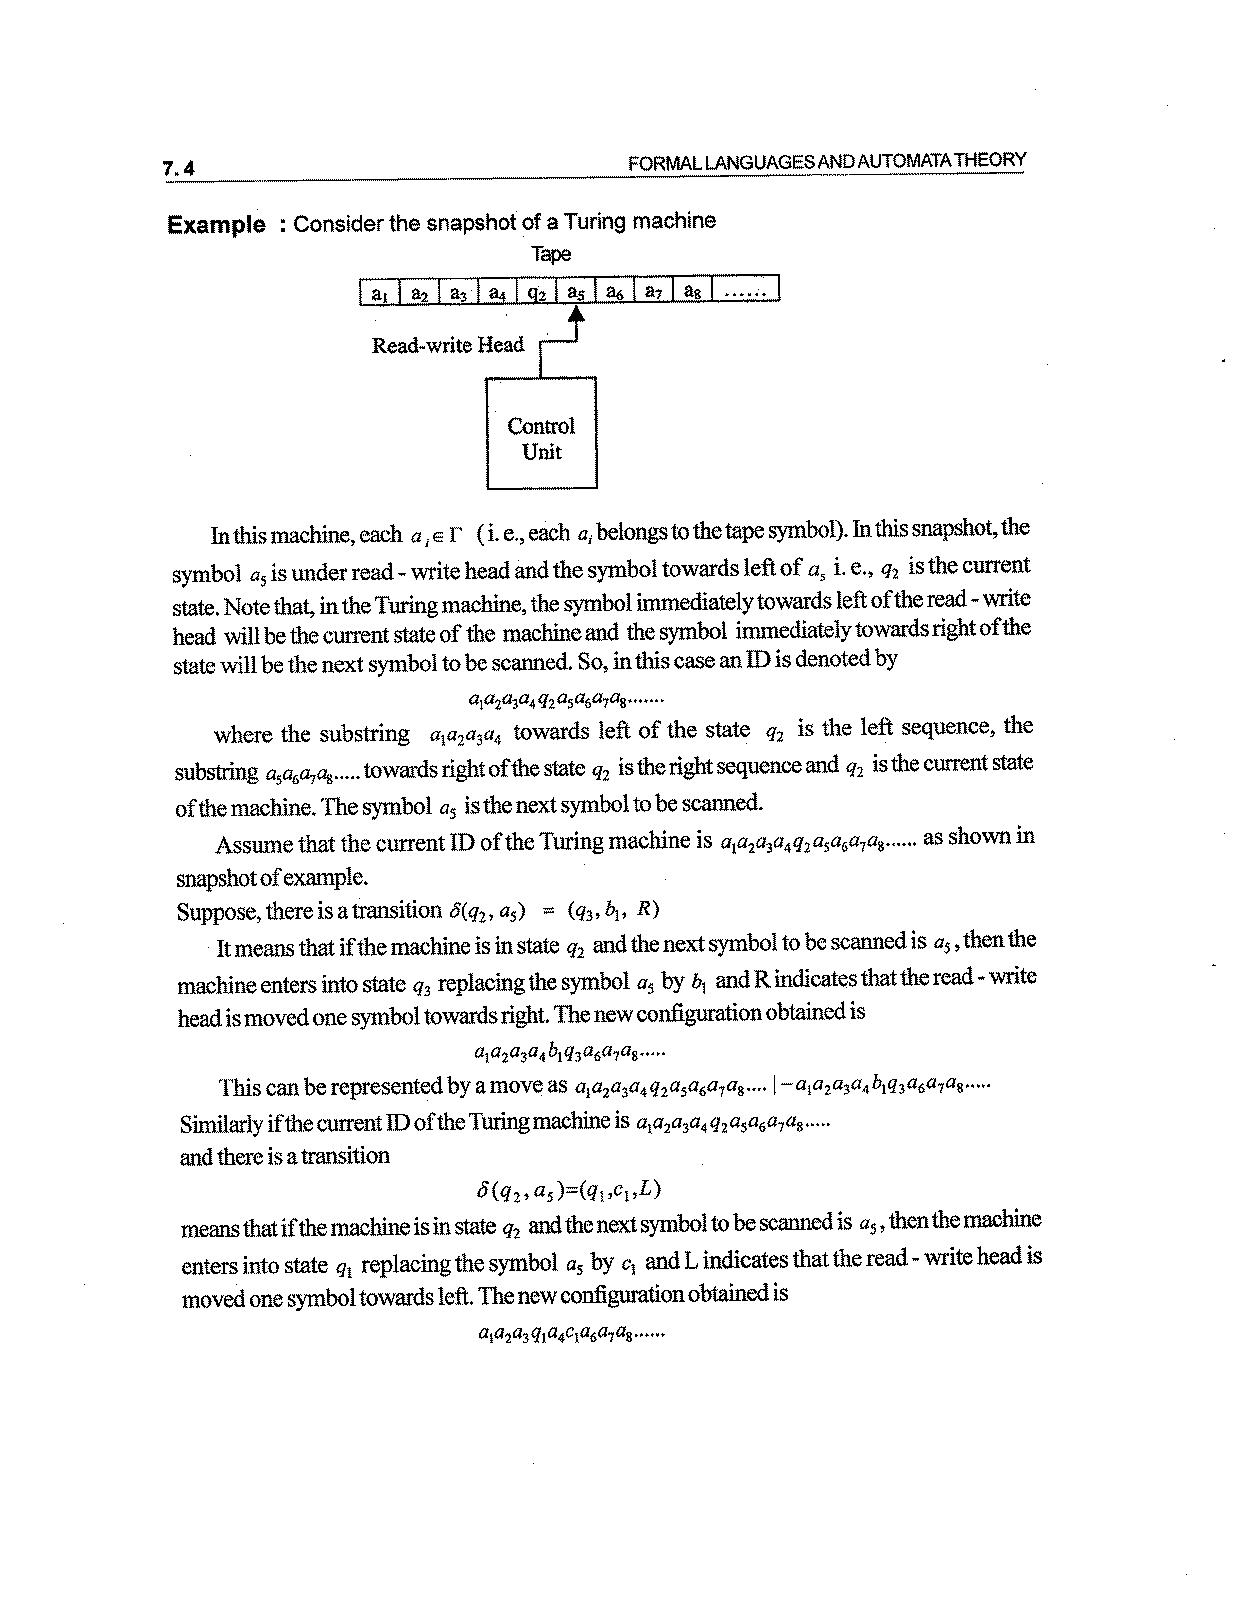 7.4 FORMAL LANGUAGES AND AUTOMATA THEORY
Example : Consider the snapshot of a Turing machine
Tape
a₁ a₂ a₃ a₄ q₂ a₅ a₆ a₇ a₈ ......
Read-write Head
Control
Unit
In this machine, each aᵢ ∈ Γ (i. e., each aᵢ belongs to the tape symbol). In this snapshot, the
symbol a₅ is under read - write head and the symbol towards left of a₅ i. e., q₂ is the current
state. Note that, in the Turing machine, the symbol immediately towards left of the read - write
head will be the current state of the machine and the symbol immediately towards right of the
state will be the next symbol to be scanned. So, in this case an ID is denoted by
a₁a₂a₃a₄q₂a₅a₆a₇a₈.......
where the substring a₁a₂a₃a₄ towards left of the state q₂ is the left sequence, the
substring a₅a₆a₇a₈..... towards right of the state q₂ is the right sequence and q₂ is the current state
of the machine. The symbol a₅ is the next symbol to be scanned.
Assume that the current ID of the Turing machine is a₁a₂a₃a₄q₂a₅a₆a₇a₈...... as shown in
snapshot of example.
Suppose, there is a transition δ(q₂, a₅) = (q₃, b₁, R)
It means that if the machine is in state q₂ and the next symbol to be scanned is a₅, then the
machine enters into state q₃ replacing the symbol a₅ by b₁ and R indicates that the read - write
head is moved one symbol towards right. The new configuration obtained is
a₁a₂a₃a₄b₁q₃a₆a₇a₈.....
This can be represented by a move as a₁a₂a₃a₄q₂a₅a₆a₇a₈.... |−a₁a₂a₃a₄b₁q₃a₆a₇a₈.....
Similarly if the current ID of the Turing machine is a₁a₂a₃a₄q₂a₅a₆a₇a₈.....
and there is a transition
δ(q₂, a₅)=(q₁,c₁,L)
means that if the machine is in state q₂ and the next symbol to be scanned is a₅, then the machine
enters into state q₁ replacing the symbol a₅ by c₁ and L indicates that the read - write head is
moved one symbol towards left. The new configuration obtained is
a₁a₂a₃q₁a₄c₁a₆a₇a₈......